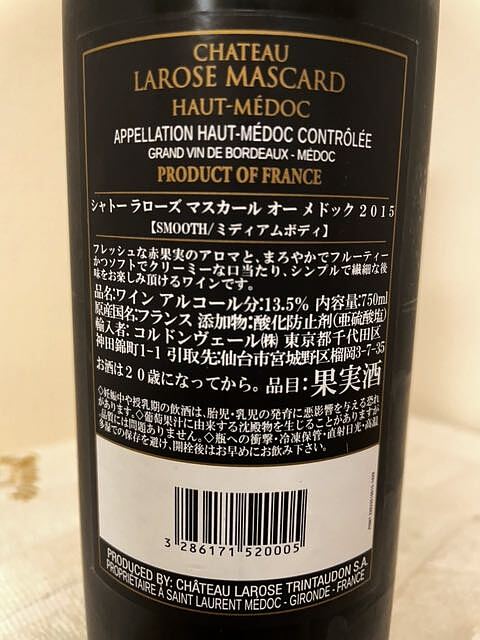 CHATEAU
LAROSE MASCARD
HAUT-MÉDOC
APPELLATION HAUT-MÉDOC CONTRÔLÉE
GRAND VIN DE BORDEAUX - MÉDOC
PRODUCT OF FRANCE
シャトー ラローズ マスカール オー メドック 2015
【SMOOTH/ミディアムボディ】
フレッシュな赤果実のアロマと、まろやかでフルーティー
かつソフトでクリーミーな口当たり、シンプルで繊細な後
味をお楽しみ頂けるワインです。
品名:ワイン アルコール分:13.5% 内容量:750ml
原産国名:フランス 添加物:酸化防止剤(亜硫酸塩)
輸入者: コルドンヴェール(株) 東京都千代田区
神田錦町1-1 引取先:仙台市宮城野区榴岡3-7-35
お酒は20歳になってから。 品目:果実酒
◇妊娠中や授乳期の飲酒は、胎児・乳児の発育に悪影響を与える恐れ
があります。◇葡萄果汁に由来する沈殿物を生じることがありますが
品質には問題ありません。◇瓶への衝撃・冷凍保管・直射日光・高温
多湿での保存を避け、開栓後はお早めにお飲み下さい。
3 286171 520005
PRODUCED BY: CHÂTEAU LAROSE TRINTAUDON S.A.
PROPRIÉTAIRE À SAINT LAURENT MÉDOC - GIRONDE - FRANCE